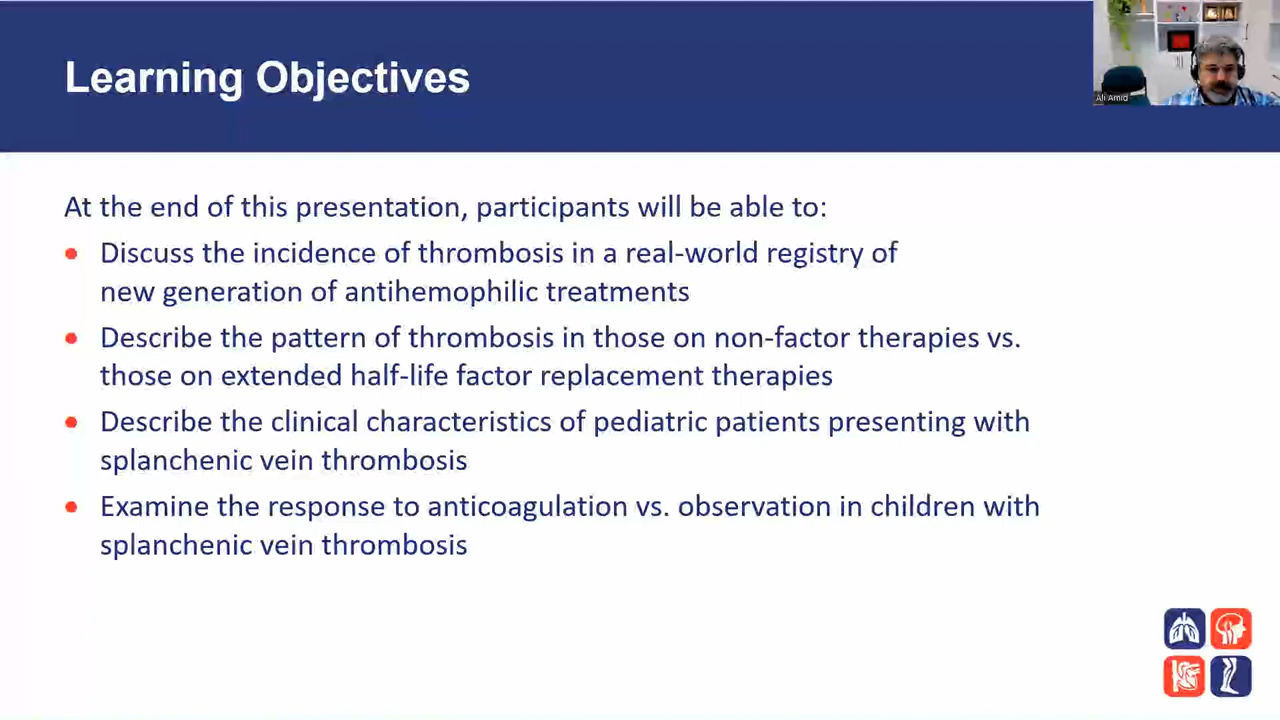 Learning Objectives
Ali Amid
At the end of this presentation, participants will be able to:
Discuss the incidence of thrombosis in a real-world registry of
new generation of antihemophilic treatments
Describe the pattern of thrombosis in those on non-factor therapies vs.
those on extended half-life factor replacement therapies
Describe the clinical characteristics of pediatric patients presenting with
splanchenic vein thrombosis
Examine the response to anticoagulation vs. observation in children with
splanchenic vein thrombosis